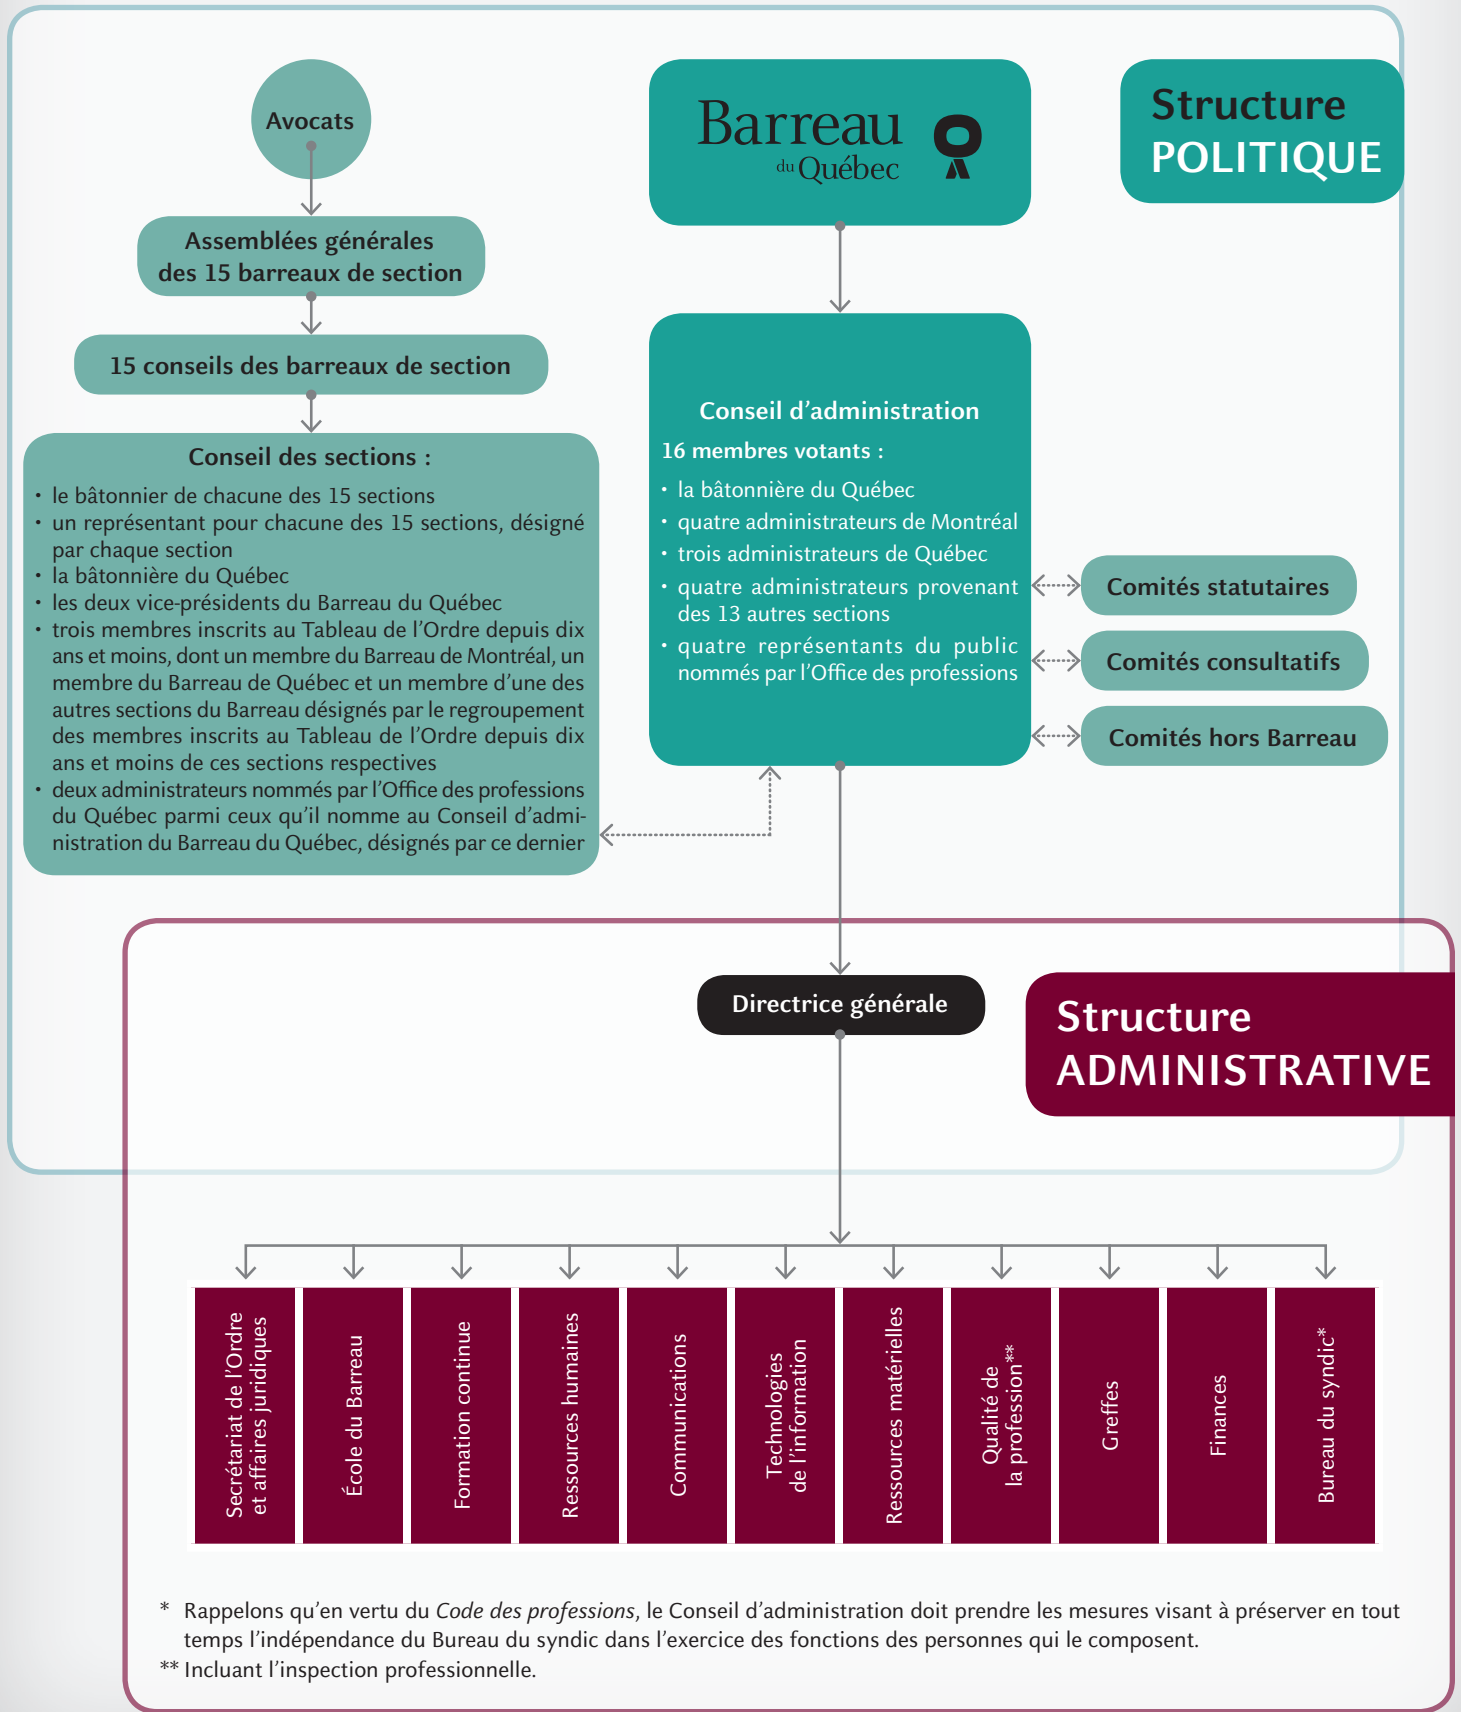 Avocats
Assemblées générales
des 15 barreaux de section
15 conseils des barreaux de section
Conseil des sections :
• le bâtonnier de chacune des 15 sections
• un représentant pour chacune des 15 sections, désigné
par chaque section
• la bâtonnière du Québec
• les deux vice-présidents du Barreau du Québec
• trois membres inscrits au Tableau de l’Ordre depuis dix
ans et moins, dont un membre du Barreau de Montréal, un
membre du Barreau de Québec et un membre d’une des
autres sections du Barreau désignés par le regroupement
des membres inscrits au Tableau de l’Ordre depuis dix
ans et moins de ces sections respectives
• deux administrateurs nommés par l’Office des professions
du Québec parmi ceux qu’il nomme au Conseil d’admi-
nistration du Barreau du Québec, désignés par ce dernier
Barreau
du Québec
Structure
POLITIQUE
Conseil d’administration
16 membres votants :
• la bâtonnière du Québec
• quatre administrateurs de Montréal
• trois administrateurs de Québec
• quatre administrateurs provenant
des 13 autres sections
• quatre représentants du public
nommés par l’Office des professions
Comités statutaires
Comités consultatifs
Comités hors Barreau
Directrice générale
Structure
ADMINISTRATIVE
Secrétariat de l’Ordre
et affaires juridiques
École du Barreau
Formation continue
Ressources humaines
Communications
Technologies
de l’information
Ressources matérielles
Qualité de
la profession**
Greffes
Finances
Bureau du syndic*
* Rappelons qu’en vertu du Code des professions, le Conseil d’administration doit prendre les mesures visant à préserver en tout
temps l’indépendance du Bureau du syndic dans l’exercice des fonctions des personnes qui le composent.
** Incluant l’inspection professionnelle.